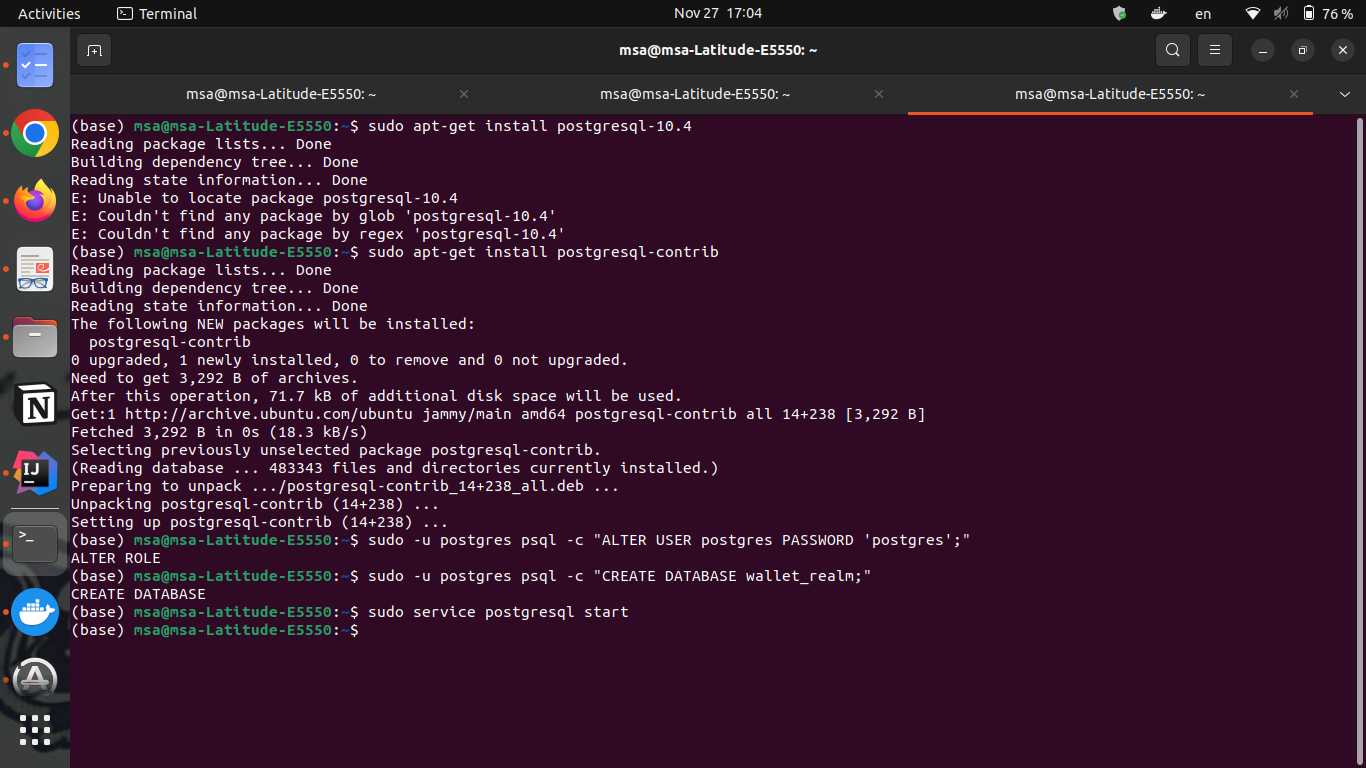 Activities
Terminal
Nov 27 17:04
en
76 %
msa@msa-Latitude-E5550: ~
msa@msa-Latitude-E5550: ~
msa@msa-Latitude-E5550: ~
msa@msa-Latitude-E5550: ~
(base) msa@msa-Latitude-E5550:~$ sudo apt-get install postgresql-10.4
Reading package lists... Done
Building dependency tree... Done
Reading state information... Done
E: Unable to locate package postgresql-10.4
E: Couldn't find any package by glob 'postgresql-10.4'
E: Couldn't find any package by regex 'postgresql-10.4'
(base) msa@msa-Latitude-E5550:~$ sudo apt-get install postgresql-contrib
Reading package lists... Done
Building dependency tree... Done
Reading state information... Done
The following NEW packages will be installed:
  postgresql-contrib
0 upgraded, 1 newly installed, 0 to remove and 0 not upgraded.
Need to get 3,292 B of archives.
After this operation, 71.7 kB of additional disk space will be used.
Get:1 http://archive.ubuntu.com/ubuntu jammy/main amd64 postgresql-contrib all 14+238 [3,292 B]
Fetched 3,292 B in 0s (18.3 kB/s)
Selecting previously unselected package postgresql-contrib.
(Reading database ... 483343 files and directories currently installed.)
Preparing to unpack .../postgresql-contrib_14+238_all.deb ...
Unpacking postgresql-contrib (14+238) ...
Setting up postgresql-contrib (14+238) ...
(base) msa@msa-Latitude-E5550:~$ sudo -u postgres psql -c "ALTER USER postgres PASSWORD 'postgres';"
ALTER ROLE
(base) msa@msa-Latitude-E5550:~$ sudo -u postgres psql -c "CREATE DATABASE wallet_realm;"
CREATE DATABASE
(base) msa@msa-Latitude-E5550:~$ sudo service postgresql start
(base) msa@msa-Latitude-E5550:~$
N
IJ
>_
A